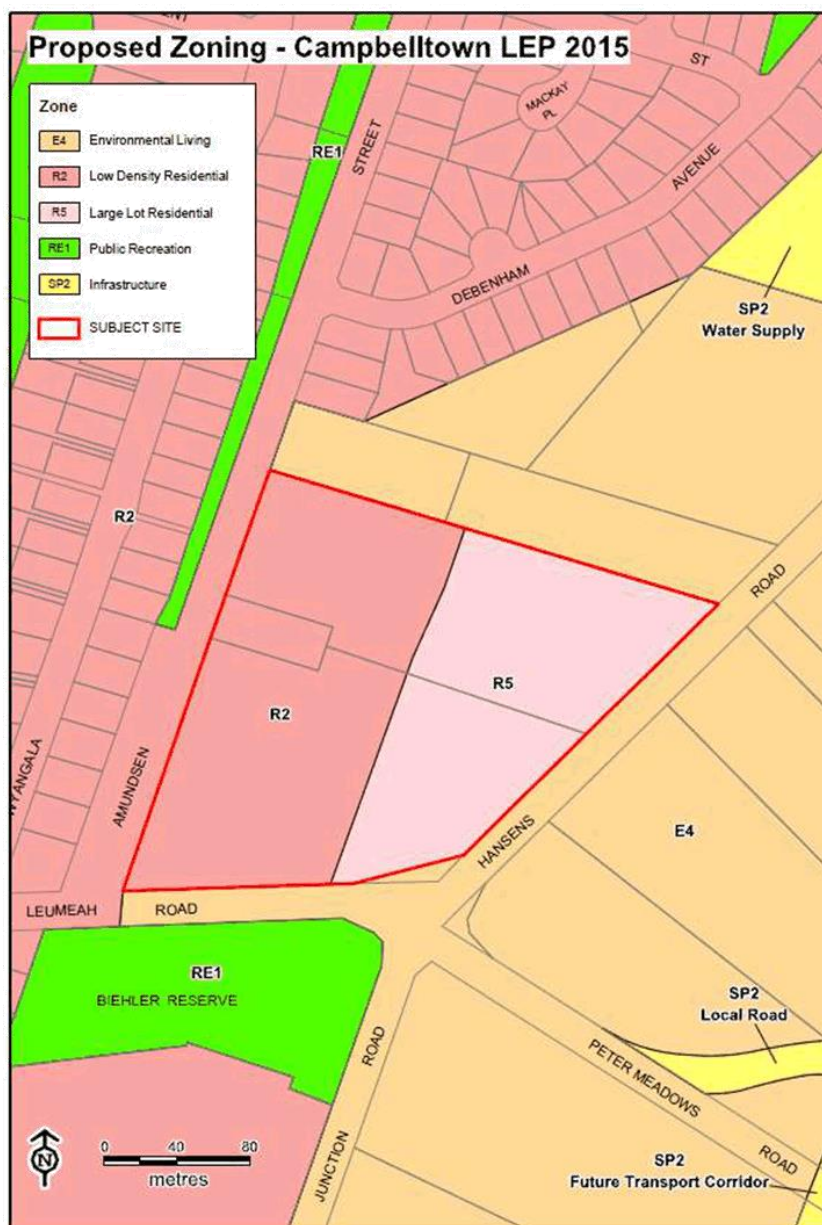 Proposed Zoning - Campbelltown LEP 2015
Zone
E4 Environmental Living
R2 Low Density Residential
R5 Large Lot Residential
RE1 Public Recreation
SP2 Infrastructure
SUBJECT SITE
ST
MACKAY
PL
RE1
STREET
AVENUE
DEBENHAM
SP2
Water Supply
R2
ROAD
R5
R2
AMUNDSEN
HANSENS
E4
LEUMEAH
ROAD
RE1
BIEHLER RESERVE
SP2
Local Road
ROAD
PETER MEADOWS
ROAD
JUNCTION
SP2
Future Transport Corridor
N
0 40 80
metres